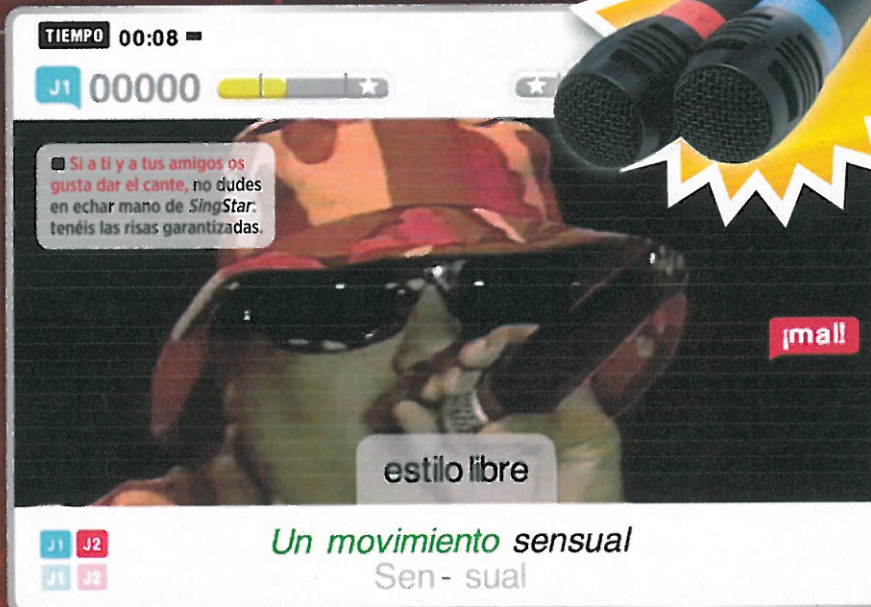 TIEMPO 00:08
J1 00000
■ Si a ti y a tus amigos os
gusta dar el cante, no dudes
en echar mano de SingStar:
tenéis las risas garantizadas.
¡mal!
estilo libre
J1 J2 Un movimiento sensual
J1 J2 Sen- sual